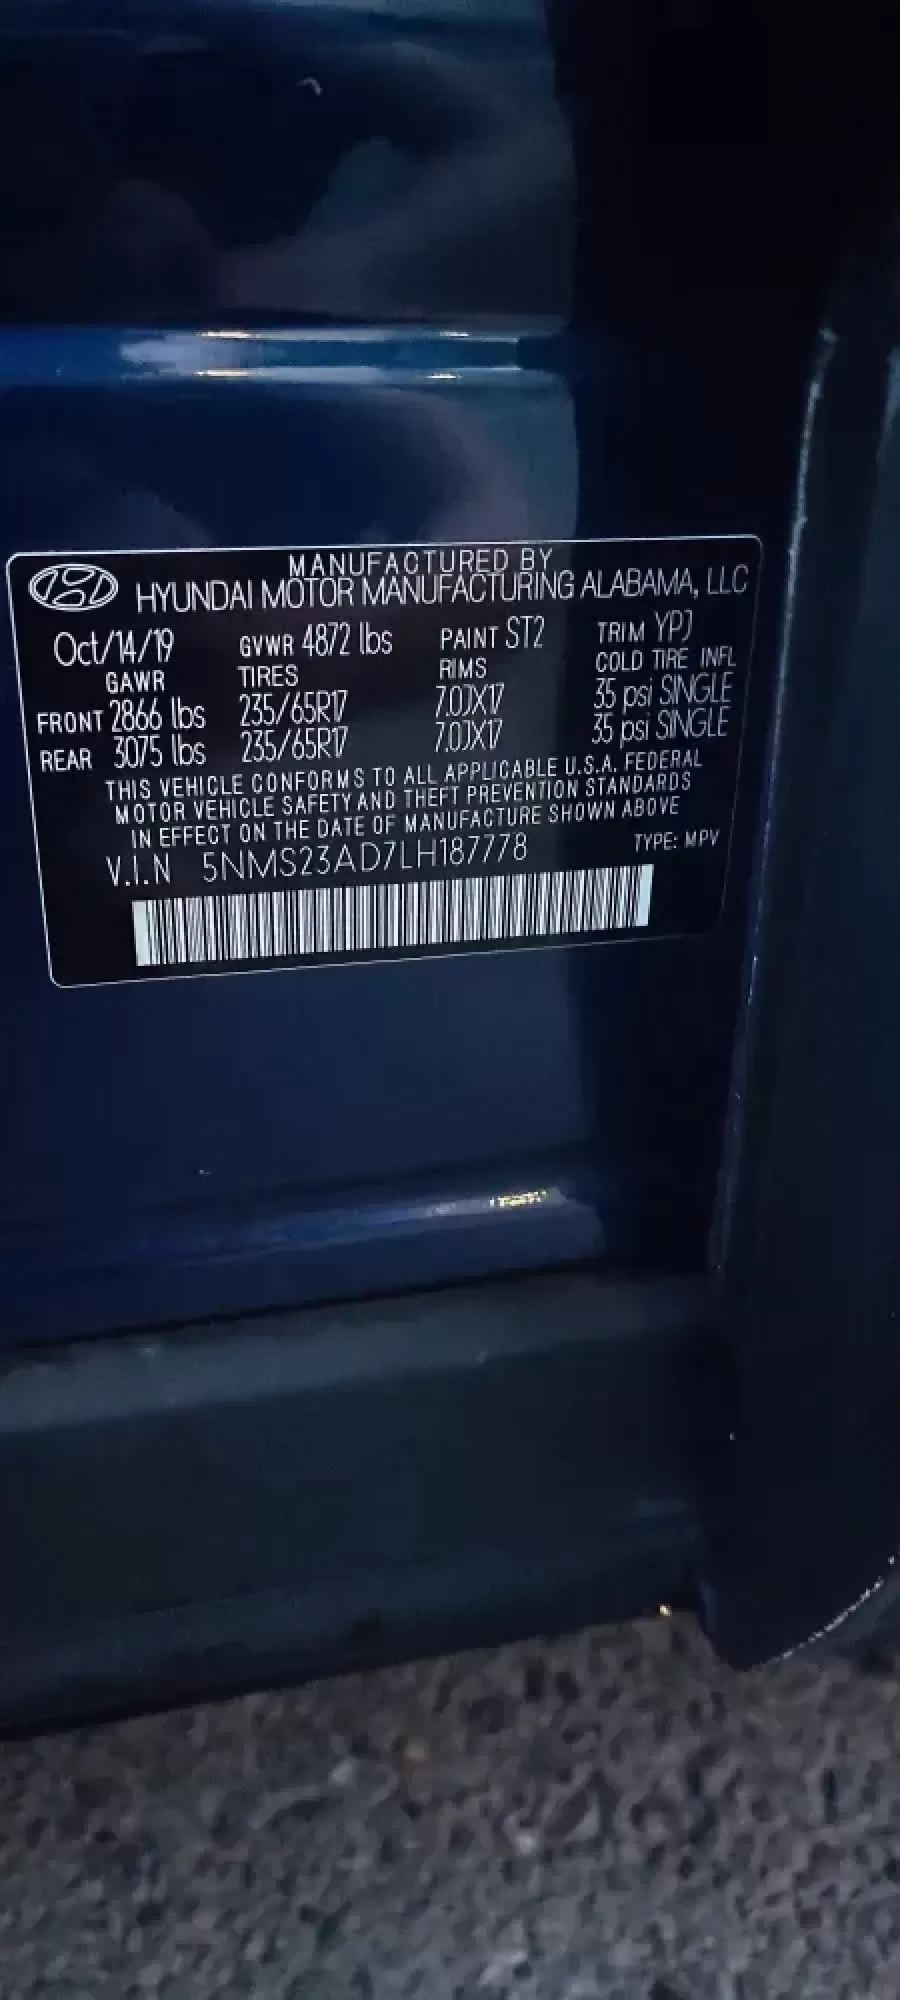 MANUFACTURED BY
HYUNDAI MOTOR MANUFACTURING ALABAMA, LLC
Oct/14/19 GVWR 4872 lbs PAINT ST2 TRIM YPJ
GAWR TIRES RIMS COLD TIRE INFL
FRONT 2866 lbs 235/65R17 7.0JX17 35 psi SINGLE
REAR 3075 lbs 235/65R17 7.0JX17 35 psi SINGLE
THIS VEHICLE CONFORMS TO ALL APPLICABLE U.S.A. FEDERAL
MOTOR VEHICLE SAFETY AND THEFT PREVENTION STANDARDS
IN EFFECT ON THE DATE OF MANUFACTURE SHOWN ABOVE
V.I.N 5NMS23AD7LH187778 TYPE: MPV